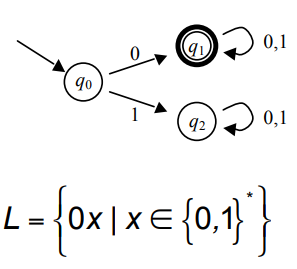 0
q₁
0,1
q₀
1
q₂
0,1
L = {0x | x ∈ {0,1}*}